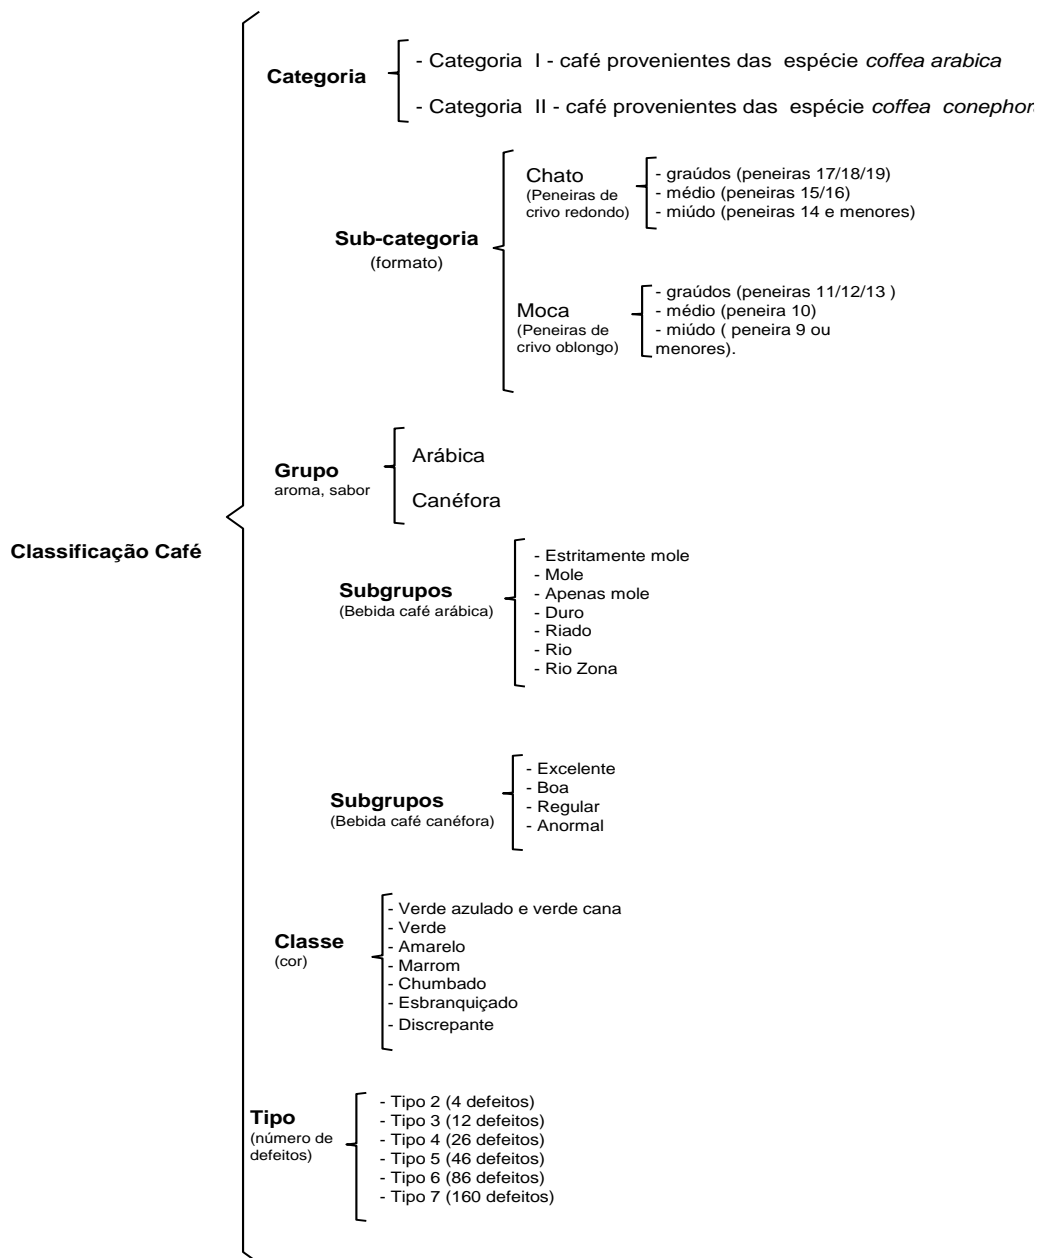 Categoria
- Categoria I - café provenientes das espécie coffea arabica
- Categoria II - café provenientes das espécie coffea conephor
Sub-categoria
(formato)
Chato
(Peneiras de
crivo redondo)
- graúdos (peneiras 17/18/19)
- médio (peneiras 15/16)
- miúdo (peneiras 14 e menores)
Moca
(Peneiras de
crivo oblongo)
- graúdos (peneiras 11/12/13 )
- médio (peneira 10)
- miúdo ( peneira 9 ou
menores).
Grupo
aroma, sabor
Arábica
Canéfora
Classificação Café
Subgrupos
(Bebida café arábica)
- Estritamente mole
- Mole
- Apenas mole
- Duro
- Riado
- Rio
- Rio Zona
Subgrupos
(Bebida café canéfora)
- Excelente
- Boa
- Regular
- Anormal
Classe
(cor)
- Verde azulado e verde cana
- Verde
- Amarelo
- Marrom
- Chumbado
- Esbranquiçado
- Discrepante
Tipo
(número de
defeitos)
- Tipo 2 (4 defeitos)
- Tipo 3 (12 defeitos)
- Tipo 4 (26 defeitos)
- Tipo 5 (46 defeitos)
- Tipo 6 (86 defeitos)
- Tipo 7 (160 defeitos)